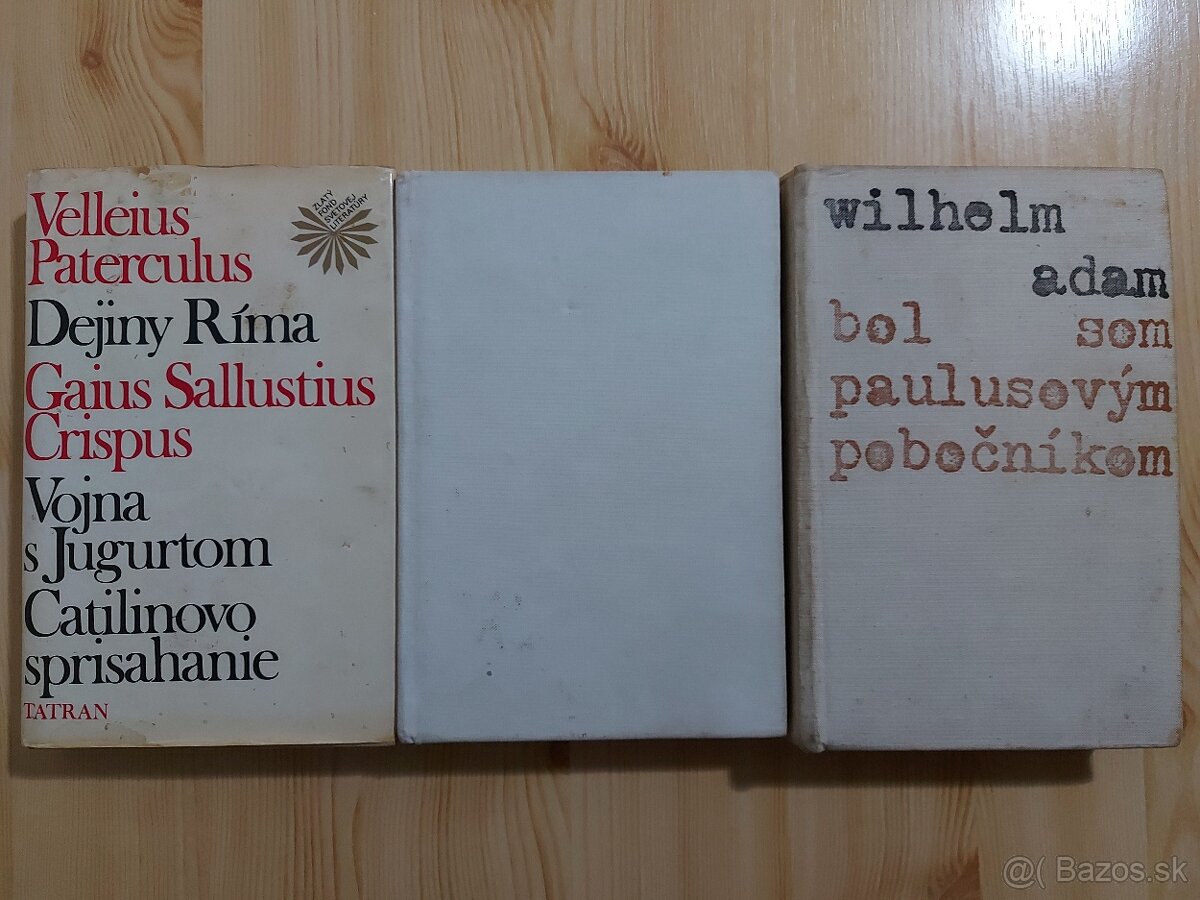 Velleius
Paterculus
Dejiny Ríma
Gaius Sallustius
Crispus
Vojna
s Jugurtom
Catilinovo
sprisahanie
TATRAN
ZLATÝ
FOND
SVETOVEJ
LITERATÚRY
wilhelm
adam
bol som
paulusovým
pobočníkom
@( Bazos.sk